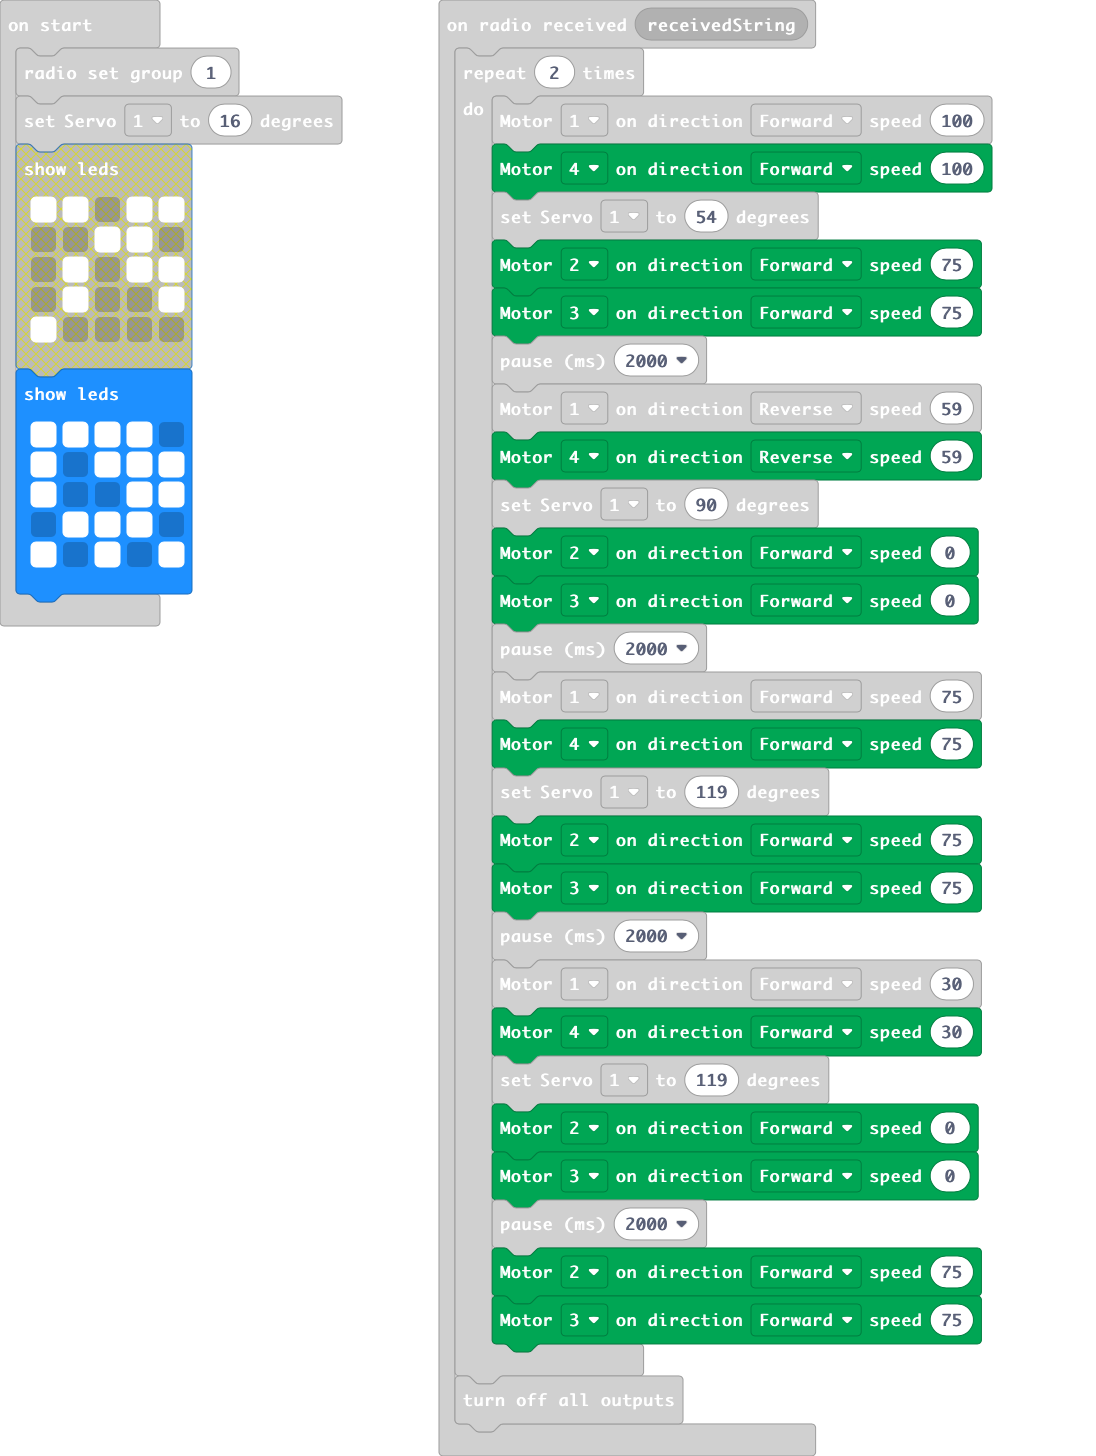 on start
radio set group 1
set Servo 1 to 16 degrees
show leds
show leds
on radio received receivedString
repeat 2 times
do
Motor 1 on direction Forward speed 100
Motor 4 on direction Forward speed 100
set Servo 1 to 54 degrees
Motor 2 on direction Forward speed 75
Motor 3 on direction Forward speed 75
pause (ms) 2000
Motor 1 on direction Reverse speed 59
Motor 4 on direction Reverse speed 59
set Servo 1 to 90 degrees
Motor 2 on direction Forward speed 0
Motor 3 on direction Forward speed 0
pause (ms) 2000
Motor 1 on direction Forward speed 75
Motor 4 on direction Forward speed 75
set Servo 1 to 119 degrees
Motor 2 on direction Forward speed 75
Motor 3 on direction Forward speed 75
pause (ms) 2000
Motor 1 on direction Forward speed 30
Motor 4 on direction Forward speed 30
set Servo 1 to 119 degrees
Motor 2 on direction Forward speed 0
Motor 3 on direction Forward speed 0
pause (ms) 2000
Motor 2 on direction Forward speed 75
Motor 3 on direction Forward speed 75
turn off all outputs